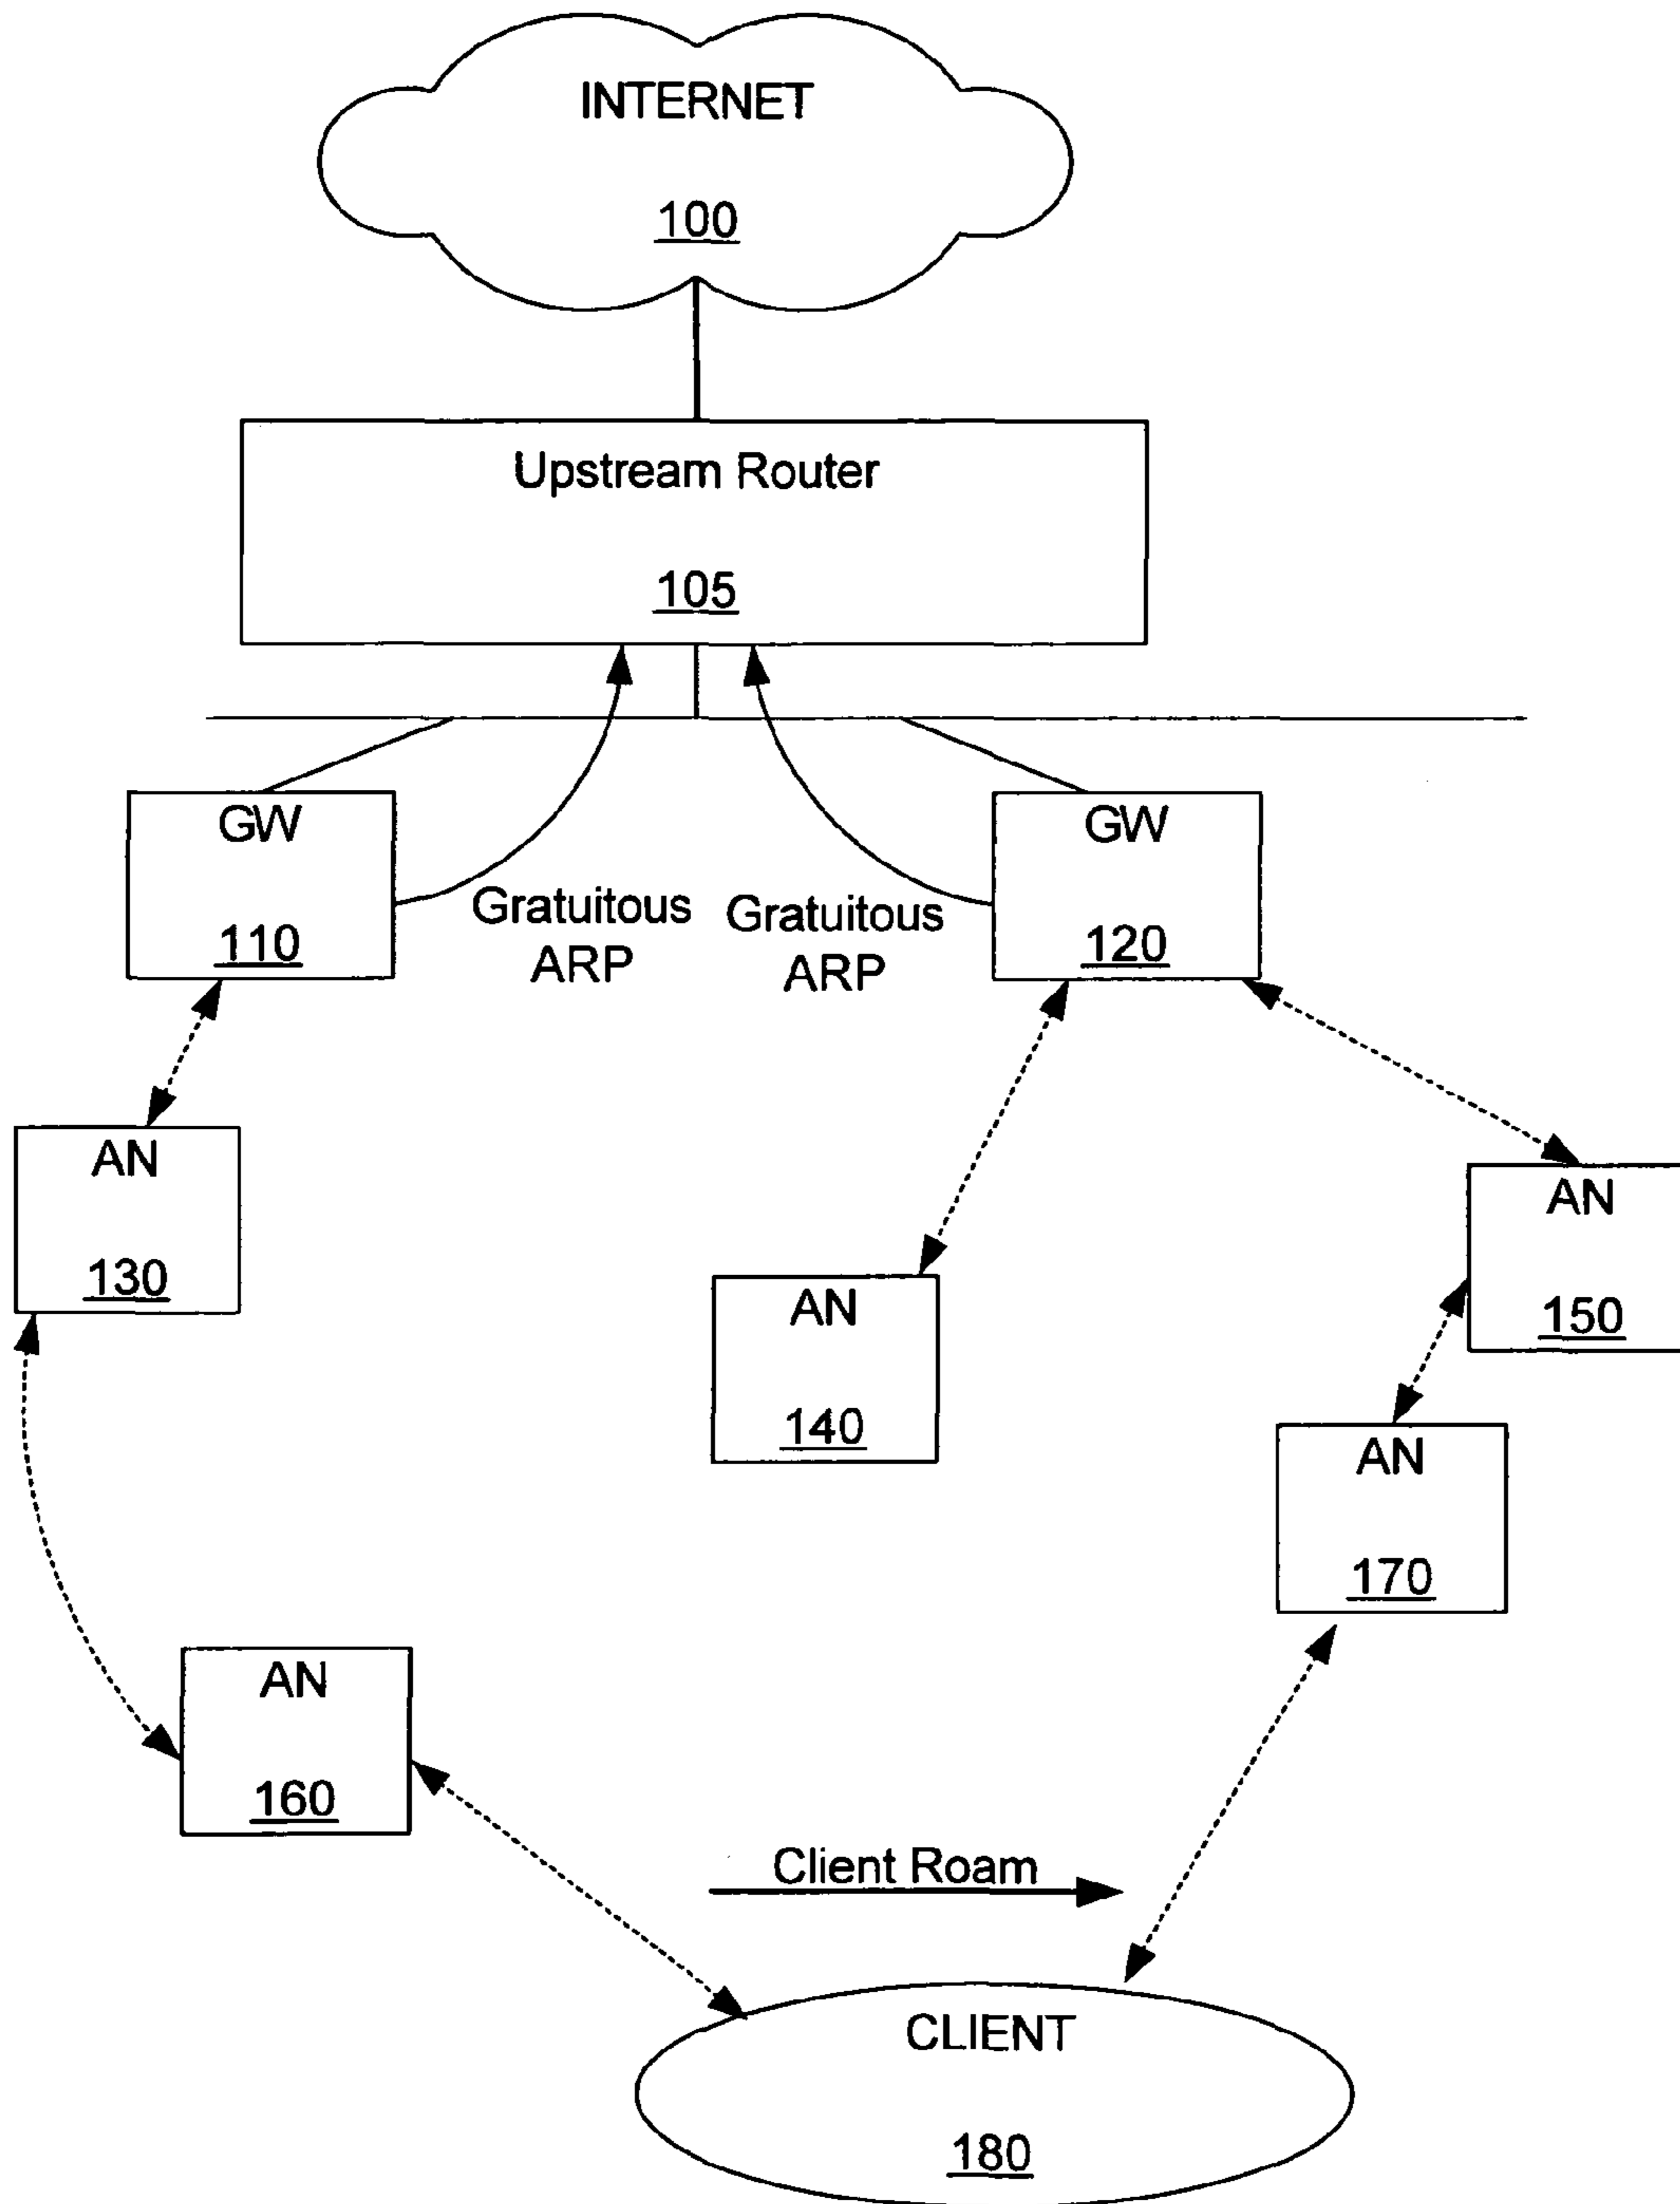 INTERNET
100
Upstream Router
105
GW
110
Gratuitous
ARP
Gratuitous
ARP
GW
120
AN
130
AN
140
AN
150
AN
170
AN
160
Client Roam
CLIENT
180